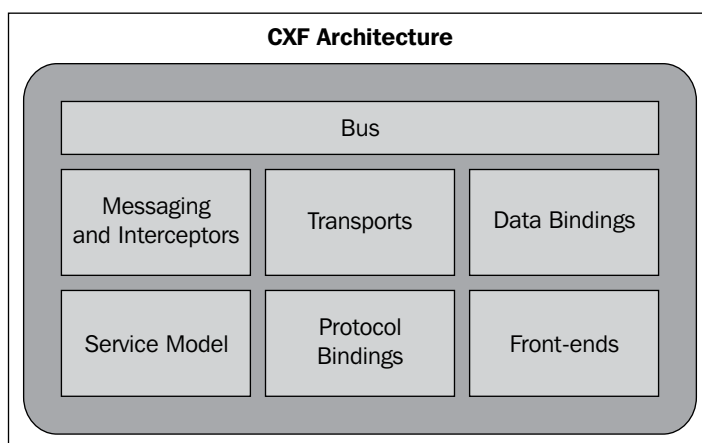 CXF Architecture
Bus
Messaging
and Interceptors
Transports
Data Bindings
Service Model
Protocol
Bindings
Front-ends